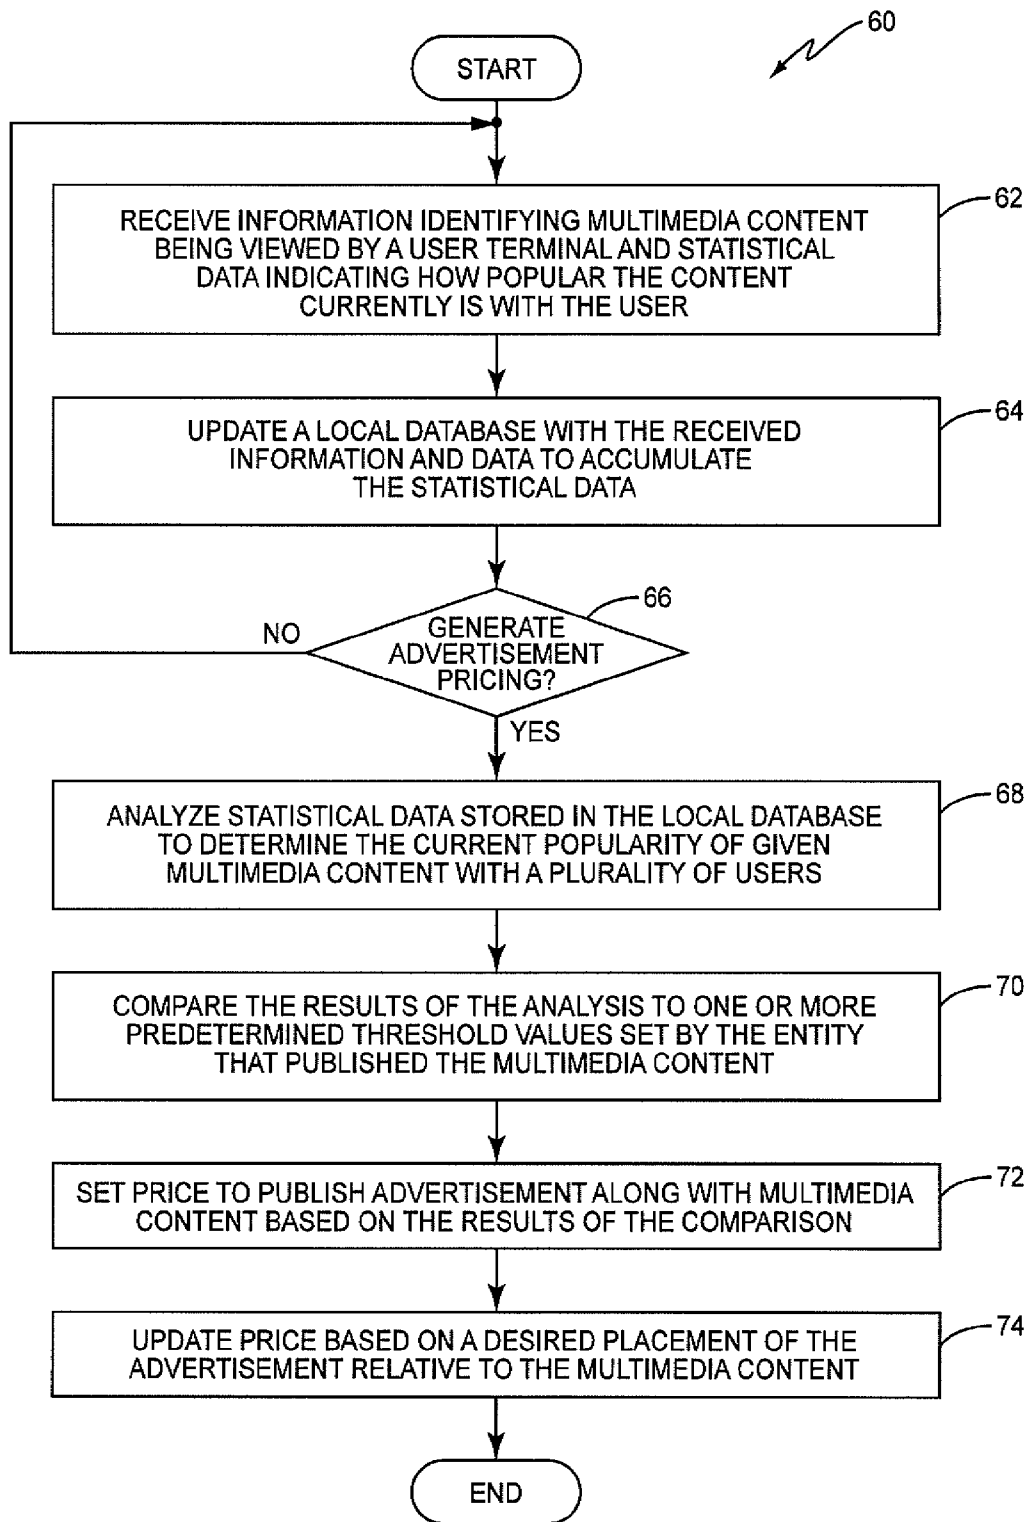 60
START
62
RECEIVE INFORMATION IDENTIFYING MULTIMEDIA CONTENT
BEING VIEWED BY A USER TERMINAL AND STATISTICAL
DATA INDICATING HOW POPULAR THE CONTENT
CURRENTLY IS WITH THE USER
64
UPDATE A LOCAL DATABASE WITH THE RECEIVED
INFORMATION AND DATA TO ACCUMULATE
THE STATISTICAL DATA
66
NO
GENERATE
ADVERTISEMENT
PRICING?
YES
68
ANALYZE STATISTICAL DATA STORED IN THE LOCAL DATABASE
TO DETERMINE THE CURRENT POPULARITY OF GIVEN
MULTIMEDIA CONTENT WITH A PLURALITY OF USERS
70
COMPARE THE RESULTS OF THE ANALYSIS TO ONE OR MORE
PREDETERMINED THRESHOLD VALUES SET BY THE ENTITY
THAT PUBLISHED THE MULTIMEDIA CONTENT
72
SET PRICE TO PUBLISH ADVERTISEMENT ALONG WITH MULTIMEDIA
CONTENT BASED ON THE RESULTS OF THE COMPARISON
74
UPDATE PRICE BASED ON A DESIRED PLACEMENT OF THE
ADVERTISEMENT RELATIVE TO THE MULTIMEDIA CONTENT
END